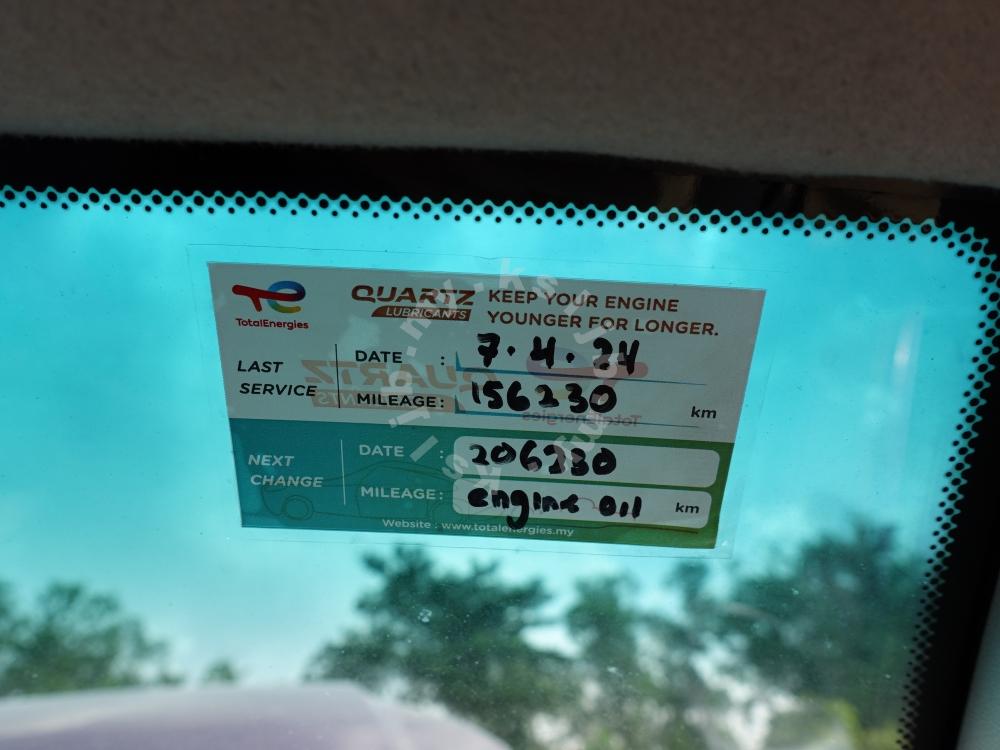 TotalEnergies
QUARTZ
LUBRICANTS
KEEP YOUR ENGINE
YOUNGER FOR LONGER.
LAST
SERVICE
DATE : 7.4.24
MILEAGE: 156230 km
NEXT
CHANGE
DATE : 206230
MILEAGE: engine oil km
Website : www.totalenergies.my